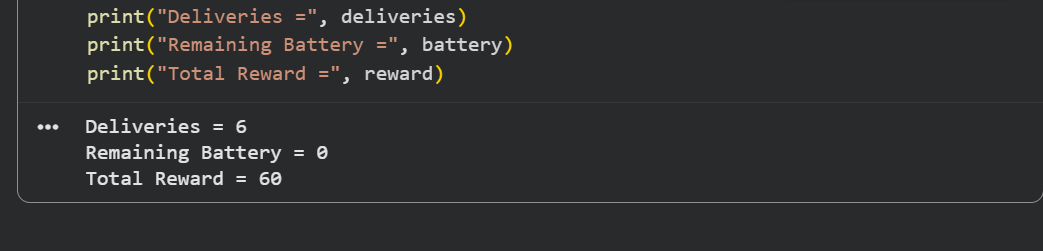 print("Deliveries =", deliveries)
print("Remaining Battery =", battery)
print("Total Reward =", reward)
••• Deliveries = 6
Remaining Battery = 0
Total Reward = 60